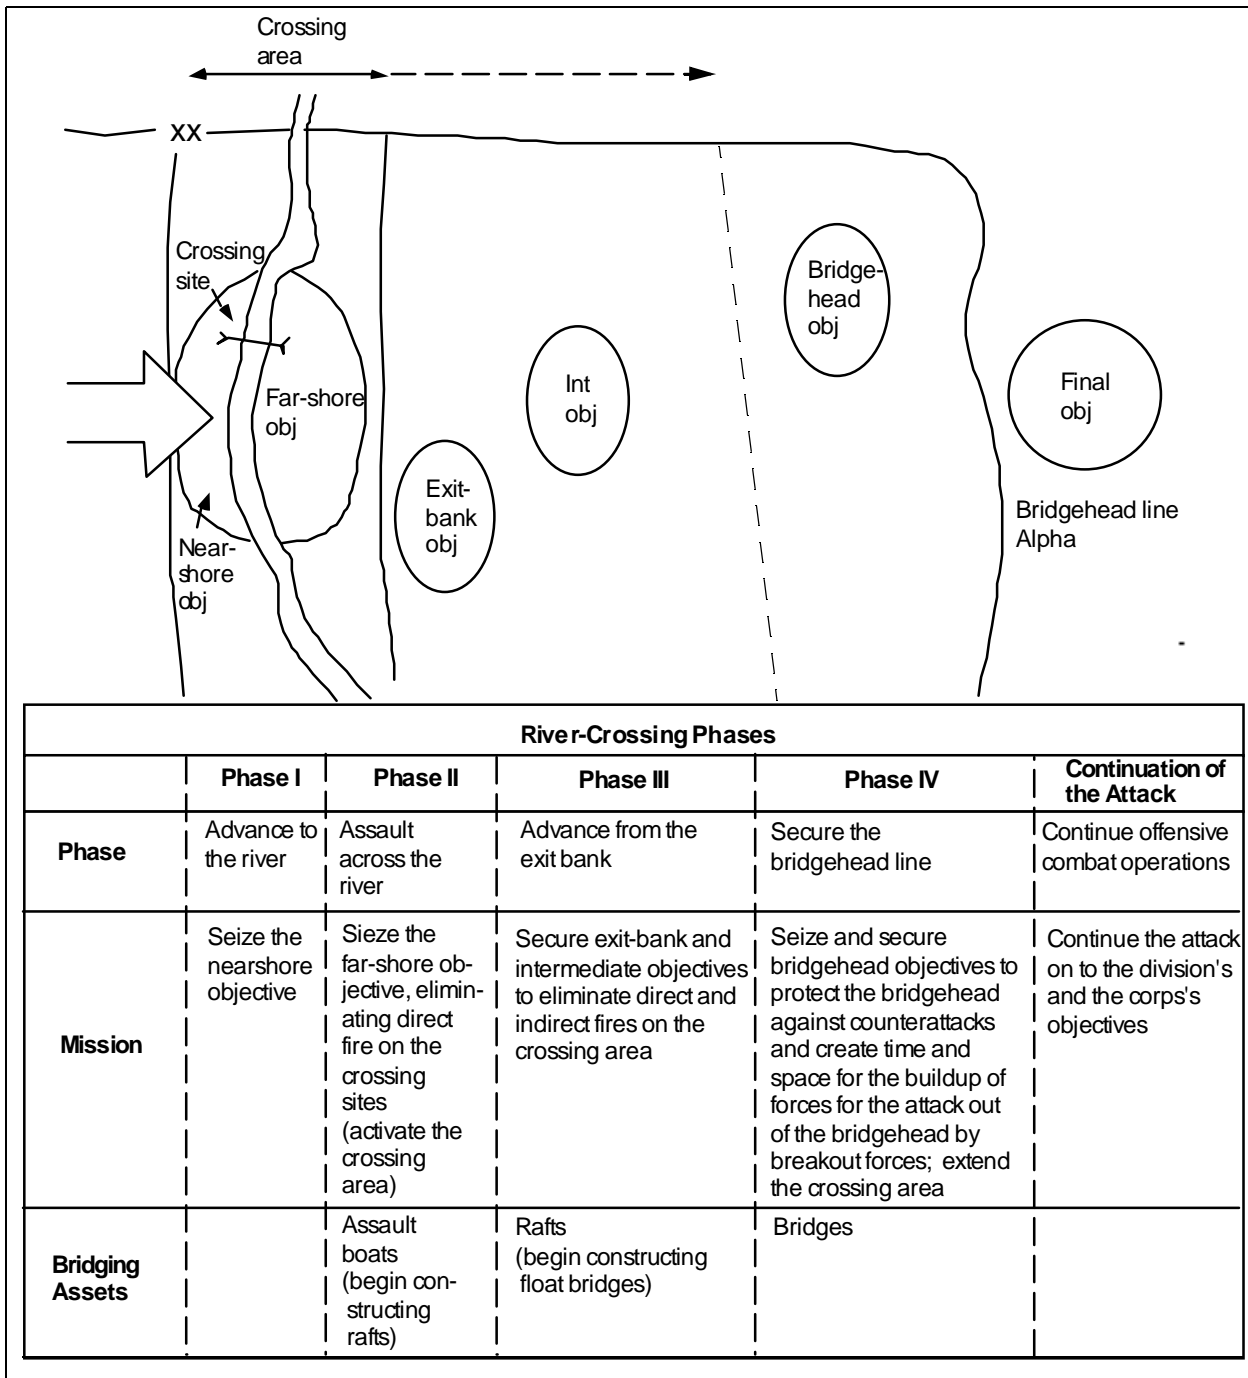 Crossing
area
XX
Crossing
site
Bridge-
head
obj
Int
obj
Final
obj
Far-shore
obj
Exit-
bank
obj
Near-
shore
obj
Bridgehead line
Alpha
River-Crossing Phases
Phase I
Phase II
Phase III
Phase IV
Continuation of
the Attack
Phase
Advance to
the river
Assault
across the
river
Advance from the
exit bank
Secure the
bridgehead line
Continue offensive
combat operations
Mission
Seize the
nearshore
objective
Sieze the
far-shore ob-
jective, elimin-
ating direct
fire on the
crossing
sites
(activate the
crossing
area)
Secure exit-bank and
intermediate objectives
to eliminate direct and
indirect fires on the
crossing area
Seize and secure
bridgehead objectives to
protect the bridgehead
against counterattacks
and create time and
space for the buildup of
forces for the attack out
of the bridgehead by
breakout forces; extend
the crossing area
Continue the attack
on to the division's
and the corps's
objectives
Bridging
Assets
Assault
boats
(begin con-
structing
rafts)
Rafts
(begin constructing
float bridges)
Bridges